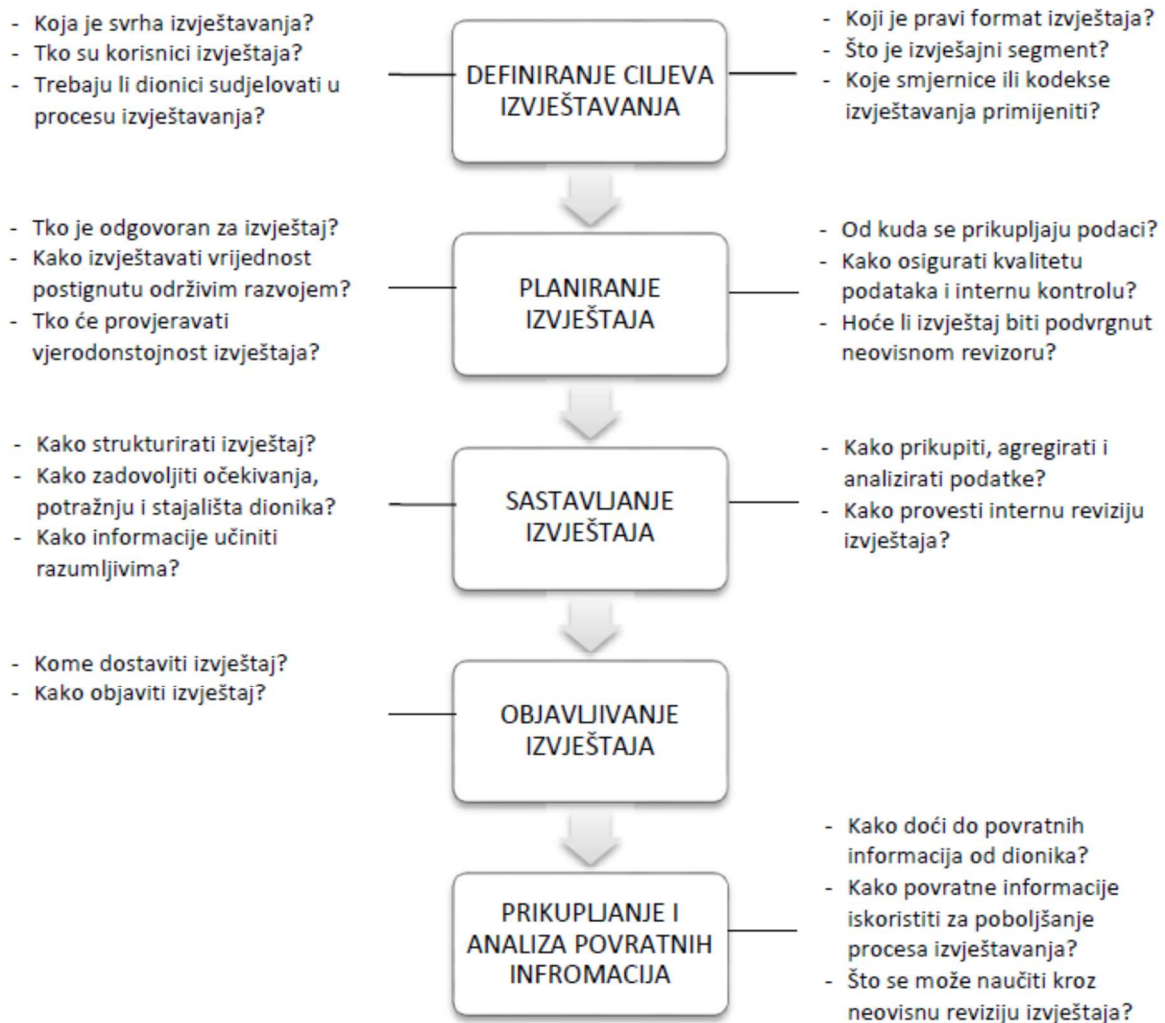 - Koja je svrha izvještavanja?
- Tko su korisnici izvještaja?
- Trebaju li dionici sudjelovati u
procesu izvještavanja?
DEFINIRANJE CILJEVA
IZVJEŠTAVANJA
- Koji je pravi format izvještaja?
- Što je izvješajni segment?
- Koje smjernice ili kodekse
izvještavanja primijeniti?
- Tko je odgovoran za izvještaj?
- Kako izvještavati vrijednost
postignutu održivim razvojem?
- Tko će provjeravati
vjerodonstojnost izvještaja?
PLANIRANJE
IZVJEŠTAJA
- Od kuda se prikupljaju podaci?
- Kako osigurati kvalitetu
podataka i internu kontrolu?
- Hoće li izvještaj biti podvrgnut
neovisnom revizoru?
- Kako strukturirati izvještaj?
- Kako zadovoljiti očekivanja,
potražnju i stajališta dionika?
- Kako informacije učiniti
razumljivima?
SASTAVLJANJE
IZVJEŠTAJA
- Kako prikupiti, agregirati i
analizirati podatke?
- Kako provesti internu reviziju
izvještaja?
- Kome dostaviti izvještaj?
- Kako objaviti izvještaj?
OBJAVLJIVANJE
IZVJEŠTAJA
PRIKUPLJANJE I
ANALIZA POVRATNIH
INFROMACIJA
- Kako doći do povratnih
informacija od dionika?
- Kako povratne informacije
iskoristiti za poboljšanje
procesa izvještavanja?
- Što se može naučiti kroz
neovisnu reviziju izvještaja?